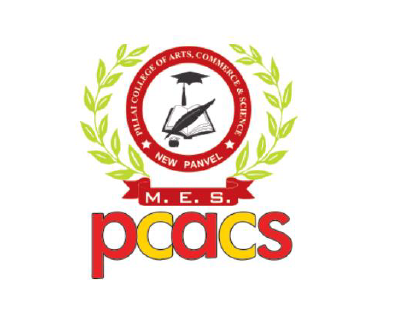 PILLAI COLLEGE OF ARTS, COMMERCE & SCIENCE
NEW PANVEL
M. E. S.
pcacs